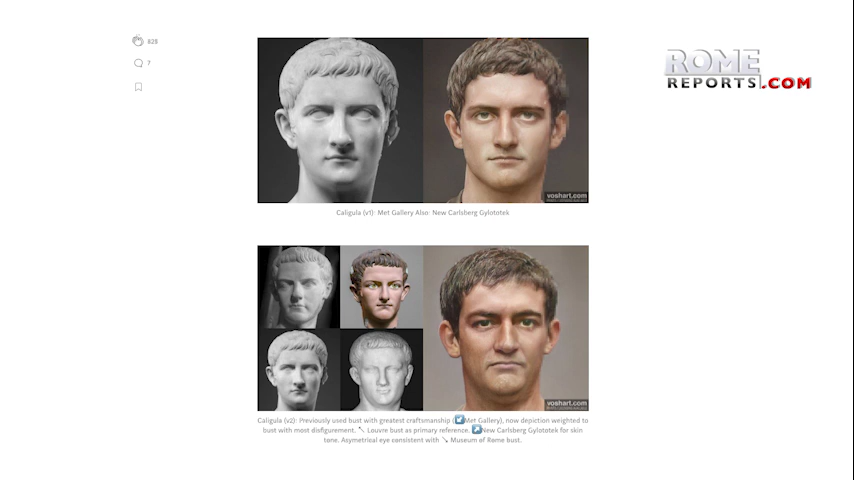 828
7
ROME
REPORTS.COM
voshart.com
Caligula (v1): Met Gallery Also: New Carlsberg Gylototek
voshart.com
Caligula (v2): Previously used bust with greatest craftsmanship (↗Met Gallery), now depiction weighted to
bust with most disfigurement. ↖ Louvre bust as primary reference. ↗New Carlsberg Gylototek for skin
tone. Asymetrical eye consistent with ↘ Museum of Rome bust.